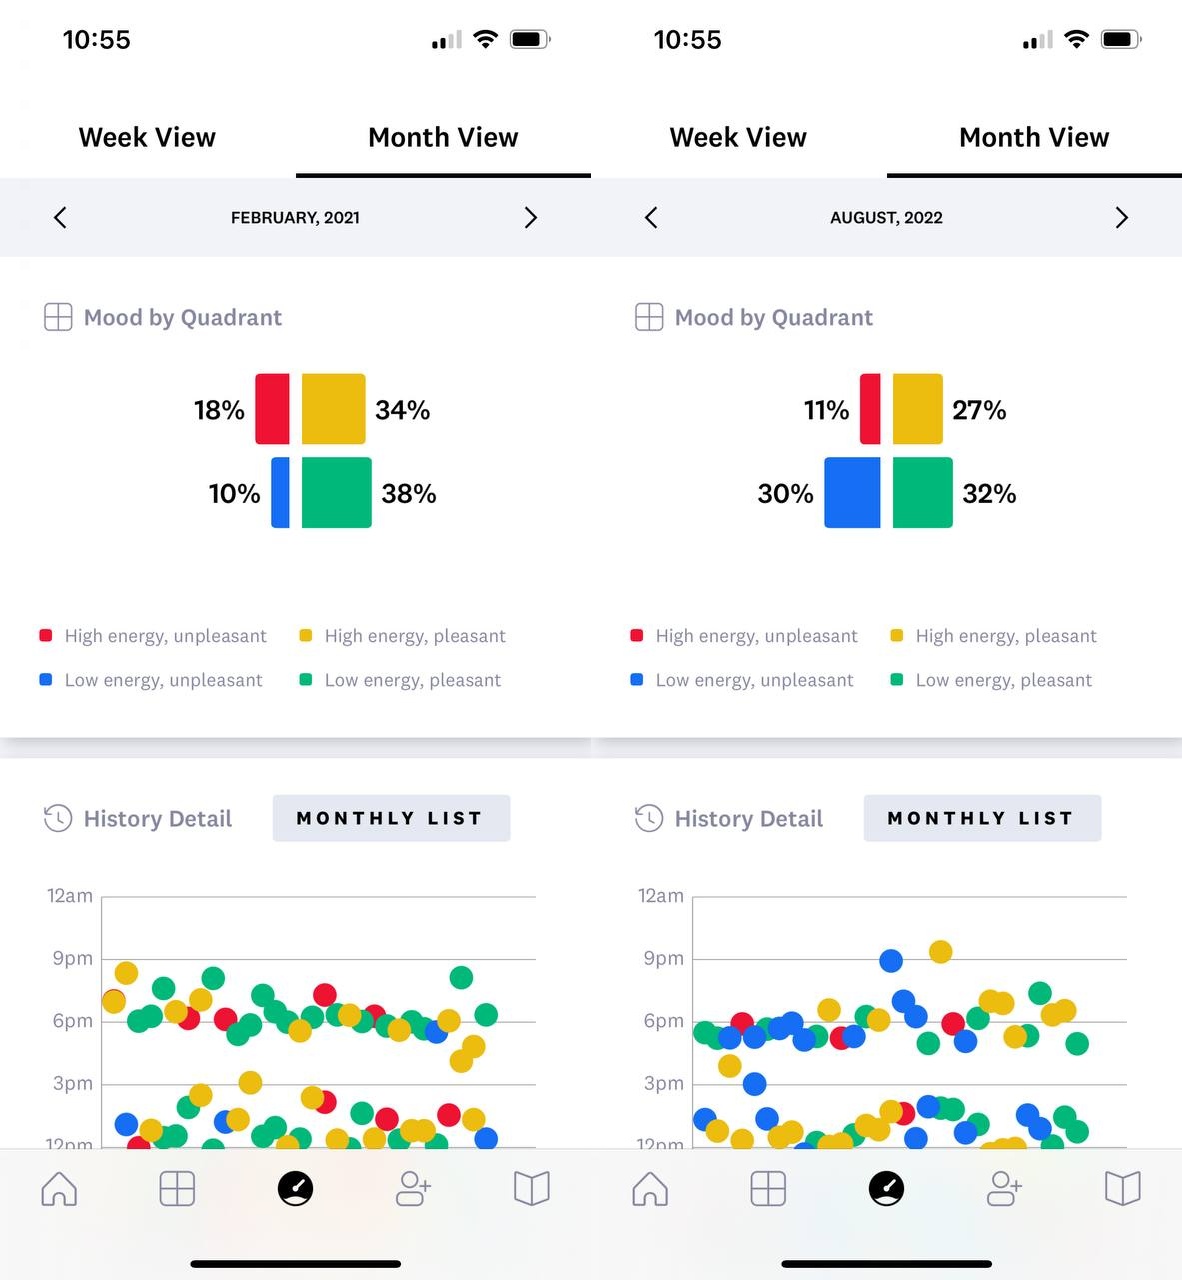 10:55
Week View
Month View
FEBRUARY, 2021
Mood by Quadrant
18%
34%
10%
38%
High energy, unpleasant
High energy, pleasant
Low energy, unpleasant
Low energy, pleasant
History Detail
MONTHLY LIST
12am
9pm
6pm
3pm
12pm
10:55
Week View
Month View
AUGUST, 2022
Mood by Quadrant
11%
27%
30%
32%
High energy, unpleasant
High energy, pleasant
Low energy, unpleasant
Low energy, pleasant
History Detail
MONTHLY LIST
12am
9pm
6pm
3pm
12pm